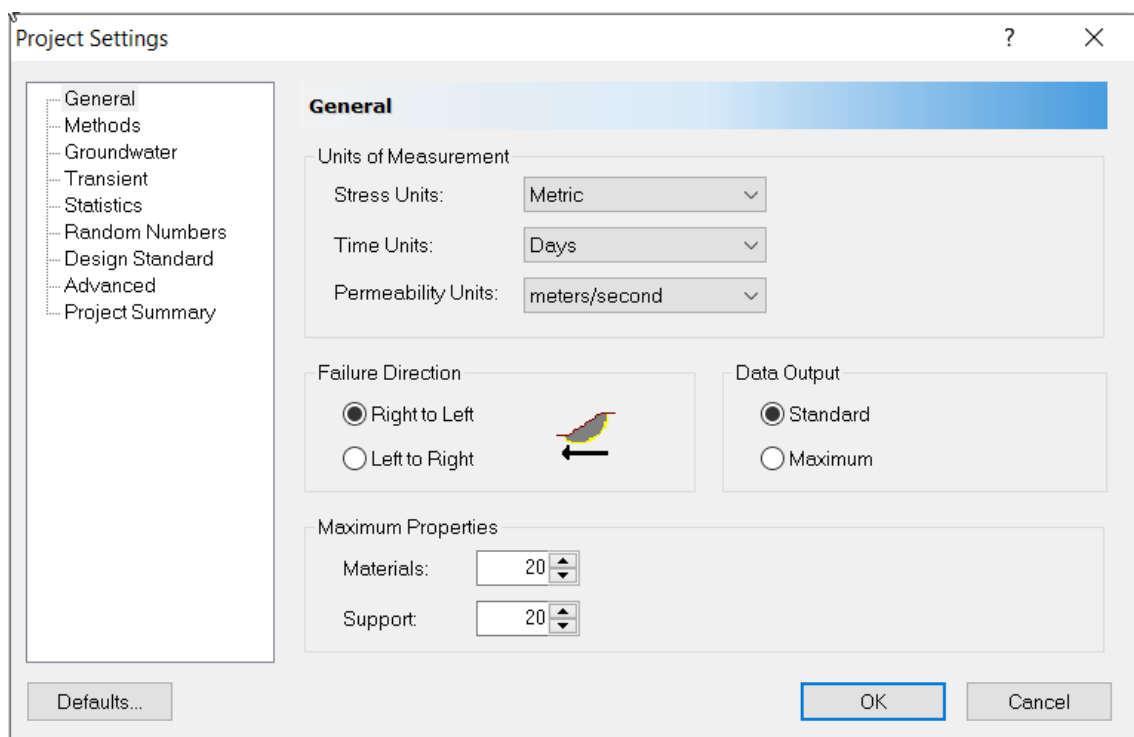 Project Settings
?
General
Methods
Groundwater
Transient
Statistics
Random Numbers
Design Standard
Advanced
Project Summary
General
Units of Measurement
Stress Units: Metric
Time Units: Days
Permeability Units: meters/second
Failure Direction
Right to Left
Left to Right
Data Output
Standard
Maximum
Maximum Properties
Materials: 20
Support: 20
Defaults... OK Cancel